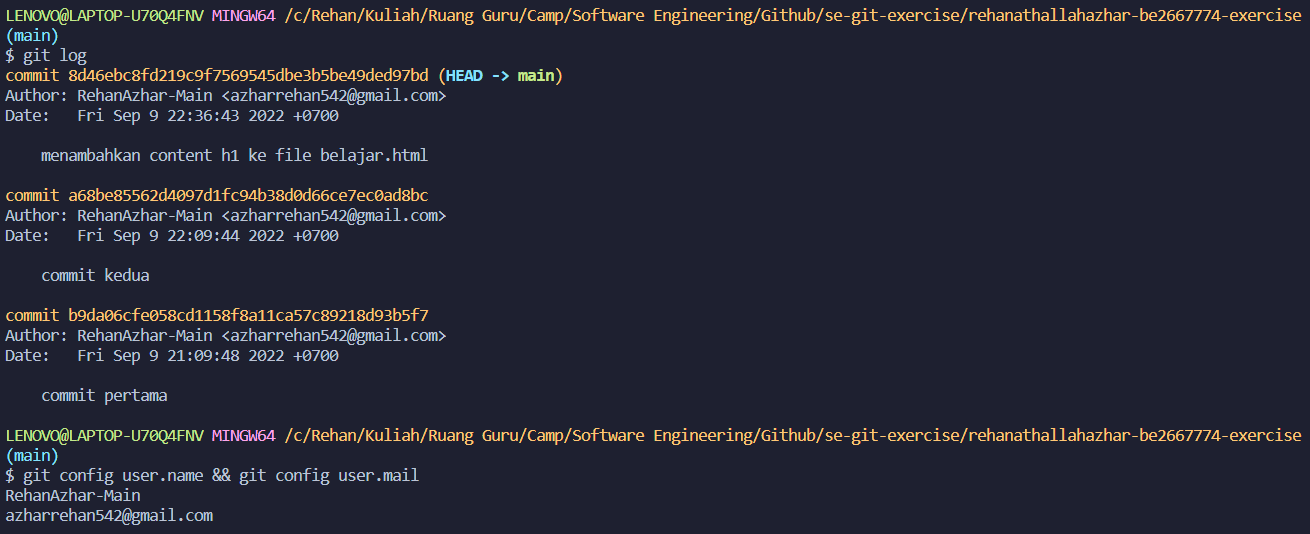 LENOVO@LAPTOP-U70Q4FNV MINGW64 /c/Rehan/Kuliah/Ruang Guru/Camp/Software Engineering/Github/se-git-exercise/rehanathallahazhar-be2667774-exercise
(main)
$ git log
commit 8d46ebc8fd219c9f7569545dbe3b5be49ded97bd (HEAD -> main)
Author: RehanAzhar-Main <azharrehan542@gmail.com>
Date:   Fri Sep 9 22:36:43 2022 +0700
    menambahkan content h1 ke file belajar.html
commit a68be85562d4097d1fc94b38d0d66ce7ec0ad8bc
Author: RehanAzhar-Main <azharrehan542@gmail.com>
Date:   Fri Sep 9 22:09:44 2022 +0700
    commit kedua
commit b9da06cfe058cd1158f8a11ca57c89218d93b5f7
Author: RehanAzhar-Main <azharrehan542@gmail.com>
Date:   Fri Sep 9 21:09:48 2022 +0700
    commit pertama
LENOVO@LAPTOP-U70Q4FNV MINGW64 /c/Rehan/Kuliah/Ruang Guru/Camp/Software Engineering/Github/se-git-exercise/rehanathallahazhar-be2667774-exercise
(main)
$ git config user.name && git config user.mail
RehanAzhar-Main
azharrehan542@gmail.com